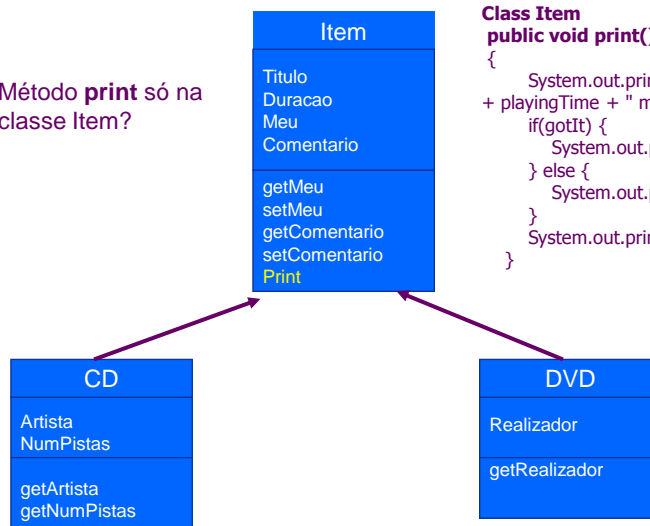 Método print só na
classe Item?
Item
Titulo
Duracao
Meu
Comentario
getMeu
setMeu
getComentario
setComentario
Print
Class Item
public void print()
{
System.out.
+ playingTime + "
if(gotIt) {
System.out.
} else {
System.out.
}
System.out.
}
CD
Artista
NumPistas
getArtista
getNumPistas
DVD
Realizador
getRealizador